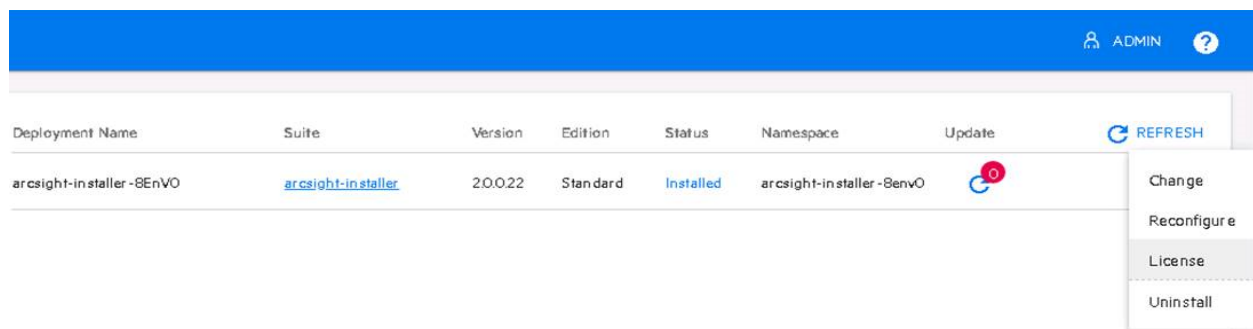 ADMIN ?
Deployment Name Suite Version Edition Status Namespace Update REFRESH
arcsight-installer-8EnV0 arcsight-installer 2.0.0.22 Standard Installed arcsight-installer-8env0 0
Change
Reconfigure
License
Uninstall